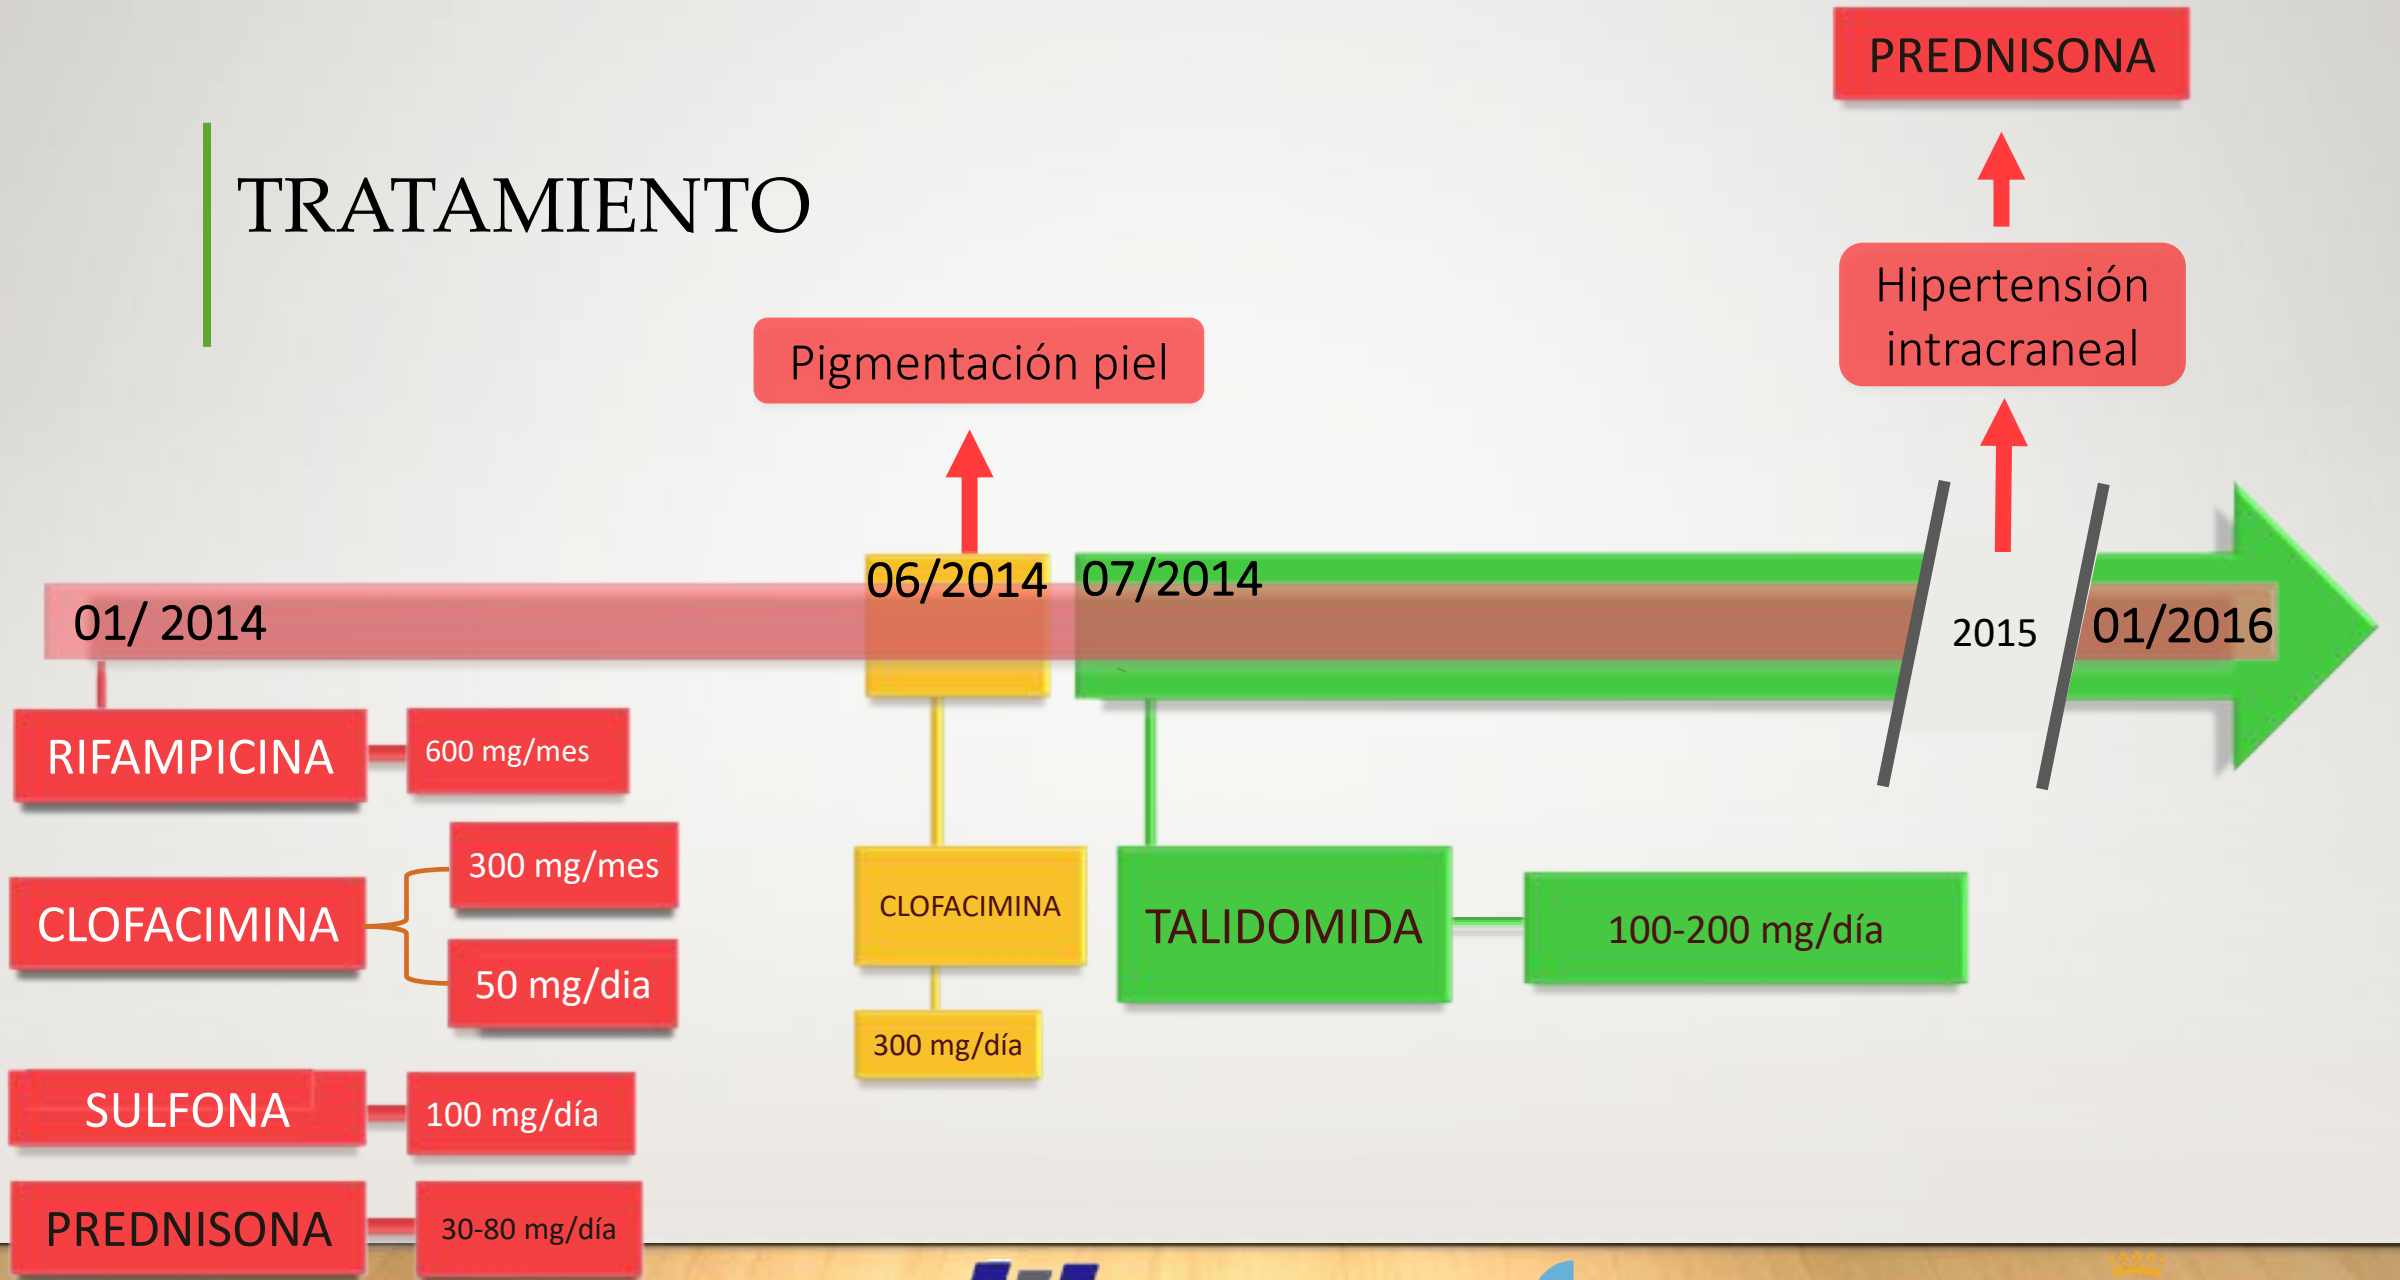 PREDNISONA
TRATAMIENTO
Hipertensión
intracraneal
Pigmentación piel
06/2014
07/2014
01/ 2014
2015
01/2016
RIFAMPICINA
600 mg/mes
CLOFACIMINA
300 mg/mes
50 mg/dia
CLOFACIMINA
300 mg/día
TALIDOMIDA
100-200 mg/día
SULFONA
100 mg/día
PREDNISONA
30-80 mg/día